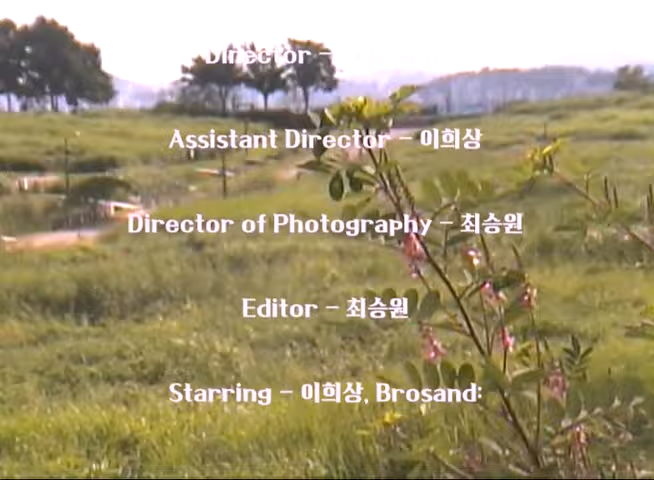 Director -
Assistant Director - 이희상
Director of Photography - 최승원
Editor - 최승원
Starring - 이희상, Brosand: